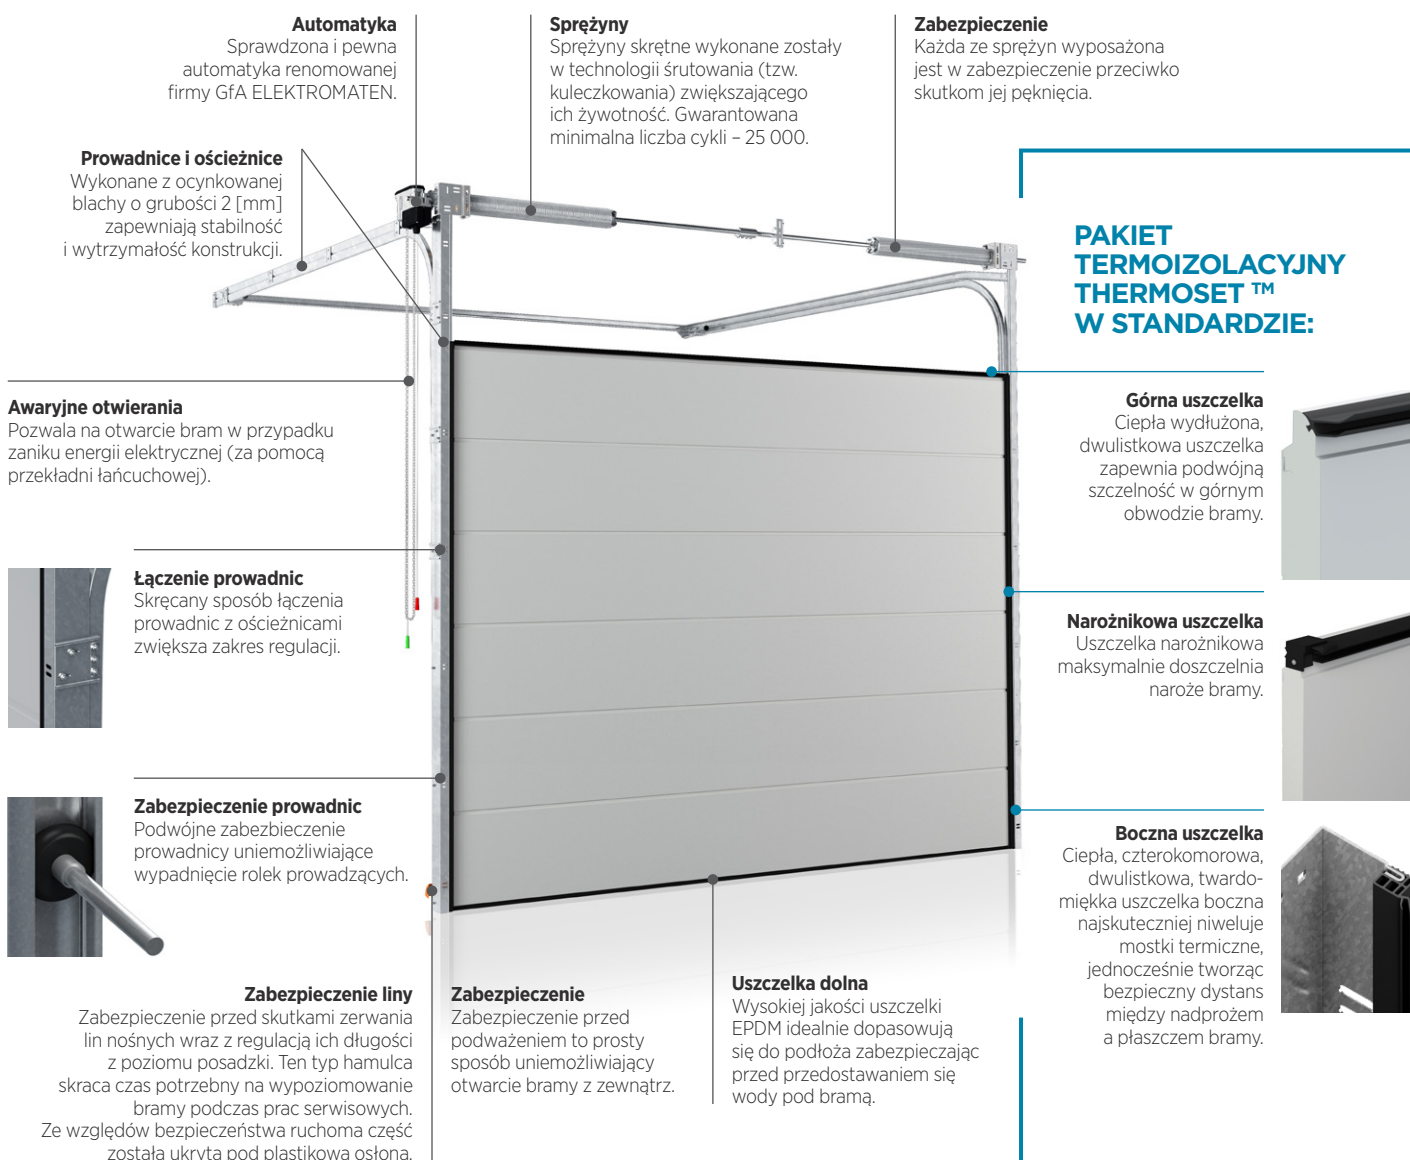 Automatyka
Sprawdzona i pewna
automatyka renomowanej
firmy GfA ELEKTROMATEN.
Sprężyny
Sprężyny skrętne wykonane zostały
w technologii śrutowania (tzw.
kuleczkowania) zwiększającego
ich żywotność. Gwarantowana
minimalna liczba cykli – 25 000.
Zabezpieczenie
Każda ze sprężyn wyposażona
jest w zabezpieczenie przeciwko
skutkom jej pęknięcia.
Prowadnice i ościeżnice
Wykonane z ocynkowanej
blachy o grubości 2 [mm]
zapewniają stabilność
i wytrzymałość konstrukcji.
PAKIET
TERMOIZOLACYJNY
THERMOSET ™
W STANDARDZIE:
Awaryjne otwierania
Pozwala na otwarcie bram w przypadku
zaniku energii elektrycznej (za pomocą
przekładni łańcuchowej).
Górna uszczelka
Ciepła wydłużona,
dwulistkowa uszczelka
zapewnia podwójną
szczelność w górnym
obwodzie bramy.
Łączenie prowadnic
Skręcany sposób łączenia
prowadnic z ościeżnicami
zwiększa zakres regulacji.
Narożnikowa uszczelka
Uszczelka narożnikowa
maksymalnie doszczelnia
naroże bramy.
Zabezpieczenie prowadnic
Podwójne zabezbieczenie
prowadnicy uniemożliwiające
wypadnięcie rolek prowadzących.
Boczna uszczelka
Ciepła, czterokomorowa,
dwulistkowa, twardo-
miękka uszczelka boczna
najskuteczniej niweluje
mostki termiczne,
jednocześnie tworząc
bezpieczny dystans
między nadprożem
a płaszczem bramy.
Zabezpieczenie liny
Zabezpieczenie przed skutkami zerwania
lin nośnych wraz z regulacją ich długości
z poziomu posadzki. Ten typ hamulca
skraca czas potrzebny na wypoziomowanie
bramy podczas prac serwisowych.
Ze względów bezpieczeństwa ruchoma część
została ukryta pod plastikową osłoną.
Zabezpieczenie
Zabezpieczenie przed
podważeniem to prosty
sposób uniemożliwiający
otwarcie bramy z zewnątrz.
Uszczelka dolna
Wysokiej jakości uszczelki
EPDM idealnie dopasowują
się do podłoża zabezpieczając
przed przedostawaniem się
wody pod bramą.